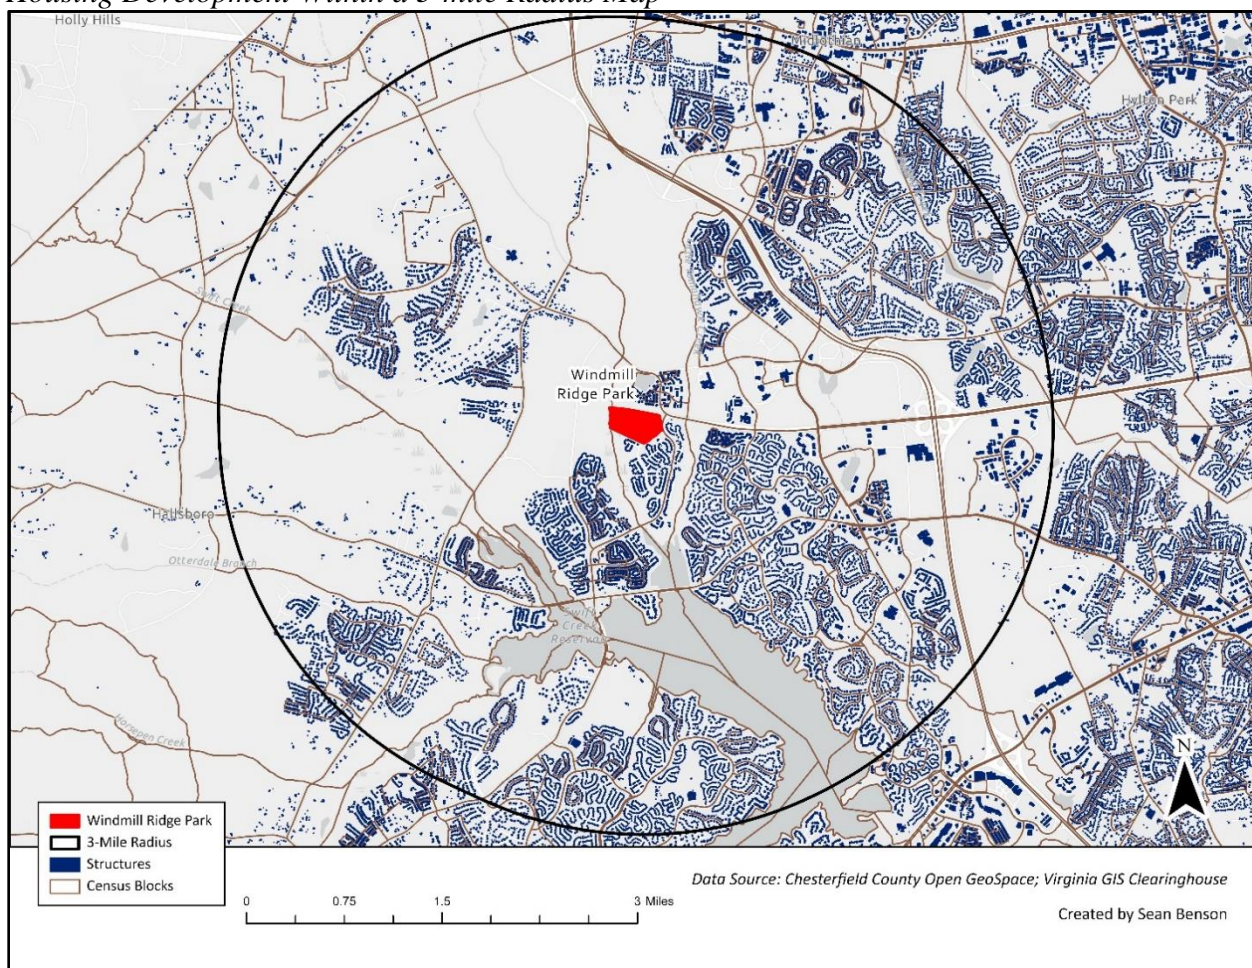 Housing Development Within a 3-mile Radius Map
Holly Hills
Midlothian
Hylton Park
Swift Creek
Windmill
Ridge Park
Hallsboro
Otterdale Branch
Swift
Creek
Reservoir
Horsepen Creek
N
Windmill Ridge Park
3-Mile Radius
Structures
Census Blocks
0 0.75 1.5 3 Miles
Data Source: Chesterfield County Open GeoSpace; Virginia GIS Clearinghouse
Created by Sean Benson